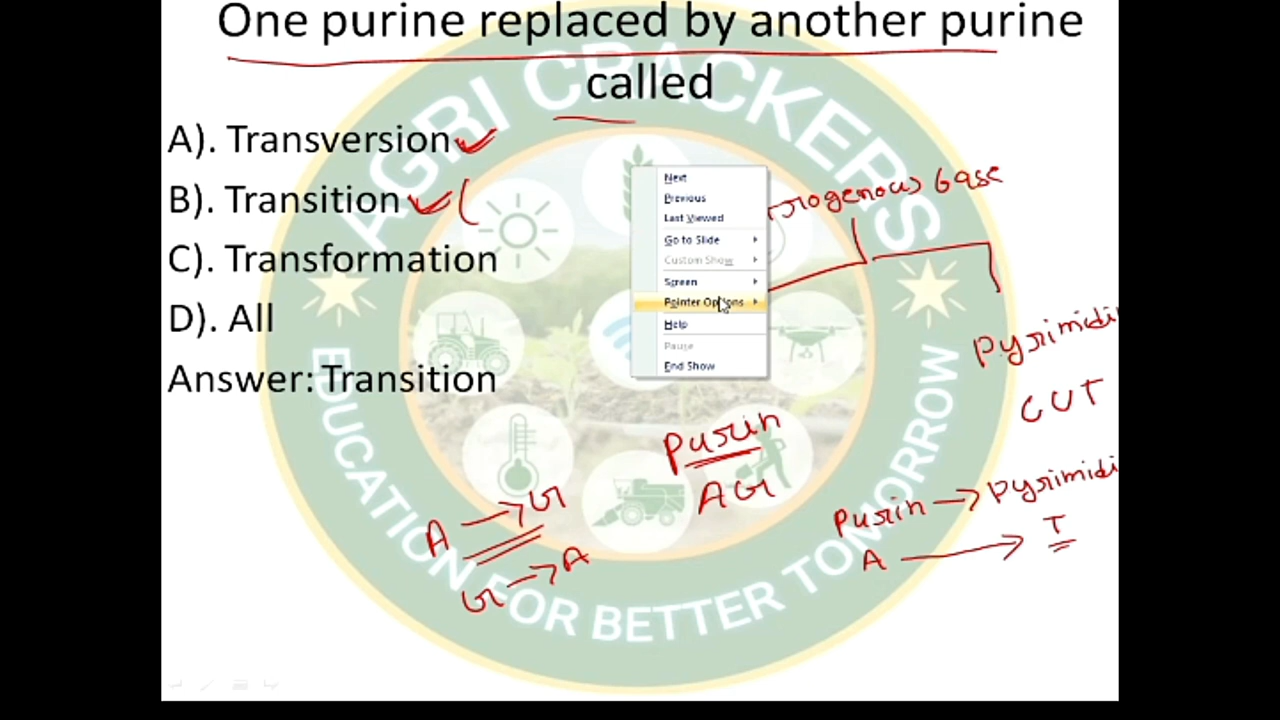 One purine replaced by another purine
called
A). Transversion
B). Transition
C). Transformation
D). All
Answer: Transition
AGRI CRACKERS
EDUCATION FOR BETTER TOMORROW
Next
Previous
Last Viewed
Go to Slide
Custom Show
Screen
Pointer Options
Help
Pause
End Show
rogenous base
Pyrimidi
CUT
Purin
AG
A → G
G → A
Purin → Pyrimidi
A → T